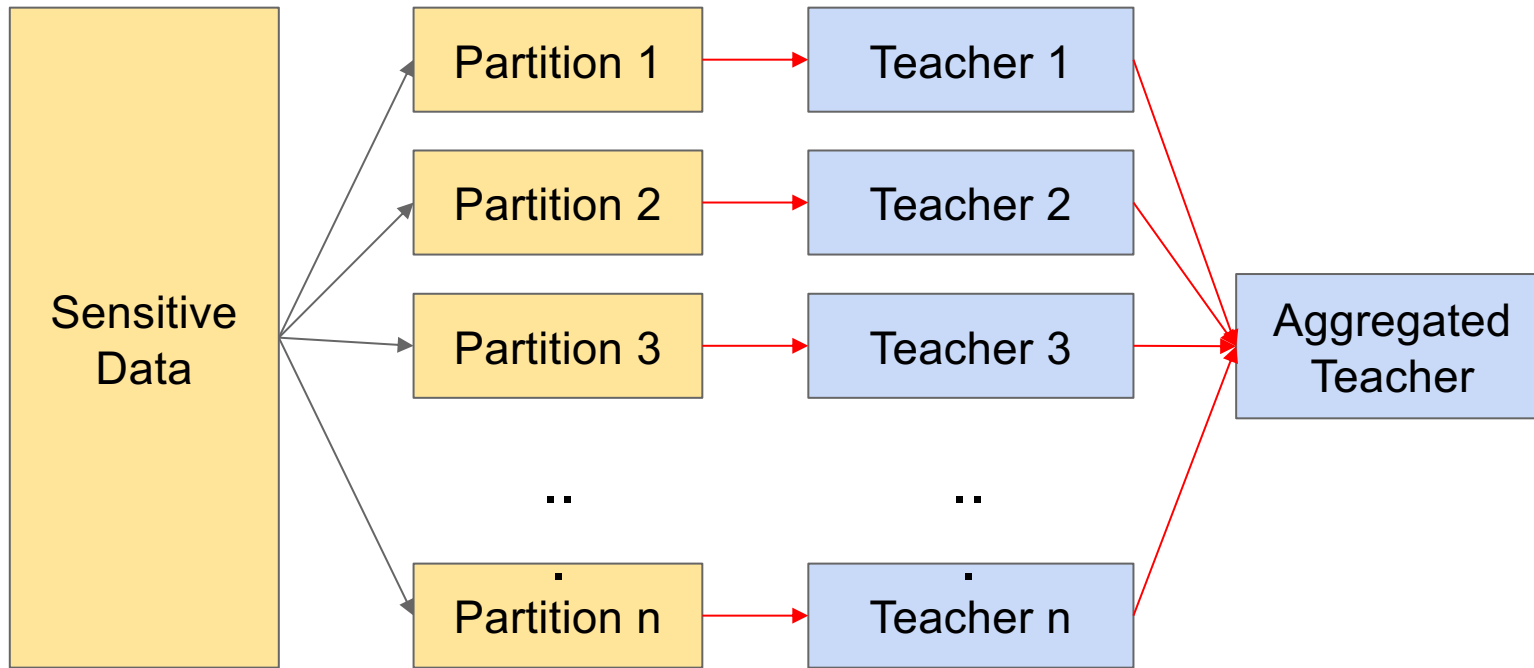 Partition 1
Teacher 1
Partition 2
Teacher 2
Sensitive
Data
Partition 3
Teacher 3
Aggregated
Teacher
..
..
.
.
Partition n
Teacher n